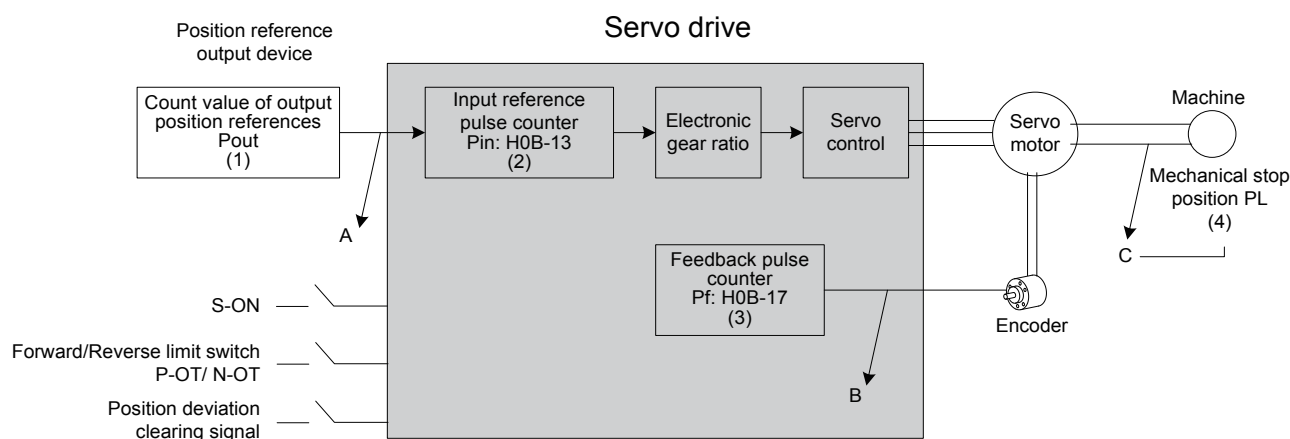 Servo drive
Position reference
output device
Count value of output
position references
Pout
(1)
Input reference
pulse counter
Pin: H0B-13
(2)
Electronic
gear ratio
Servo
control
Servo
motor
Machine
Mechanical stop
position PL
(4)
A
C
Feedback pulse
counter
Pf: H0B-17
(3)
Encoder
B
S-ON
Forward/Reverse limit switch
P-OT/ N-OT
Position deviation
clearing signal